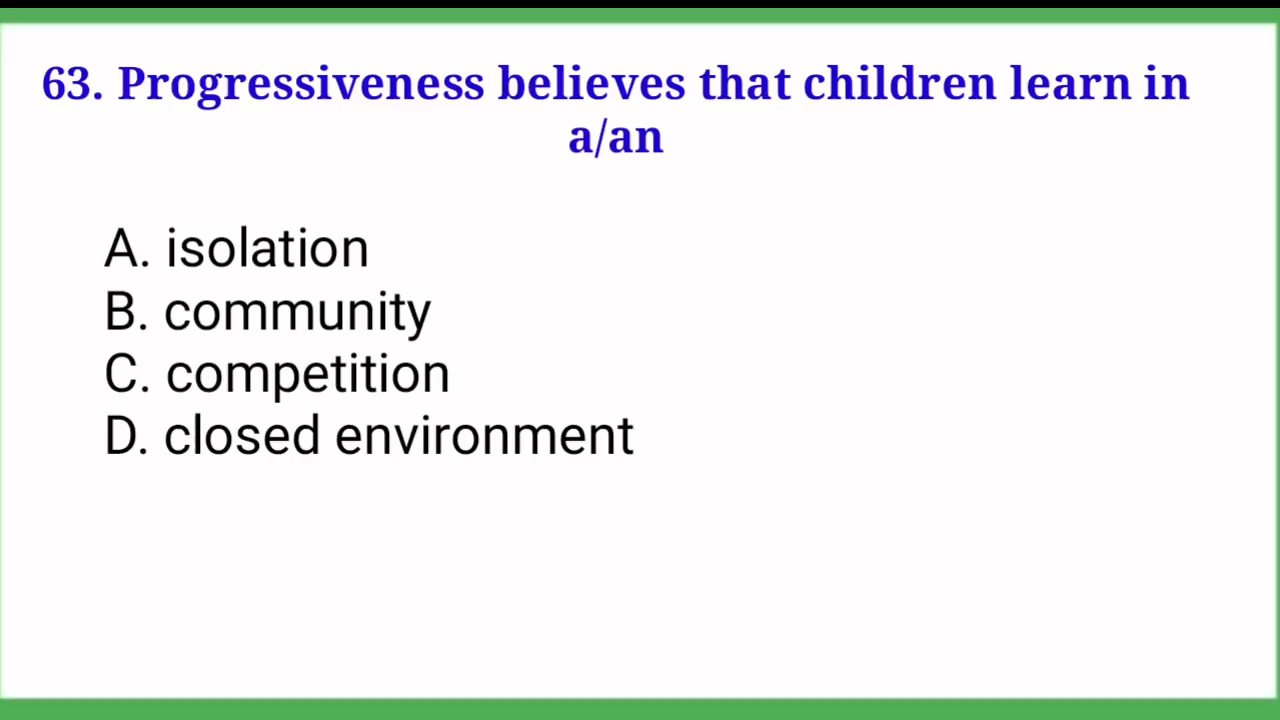 63. Progressiveness believes that children learn in
a/an
A. isolation
B. community
C. competition
D. closed environment